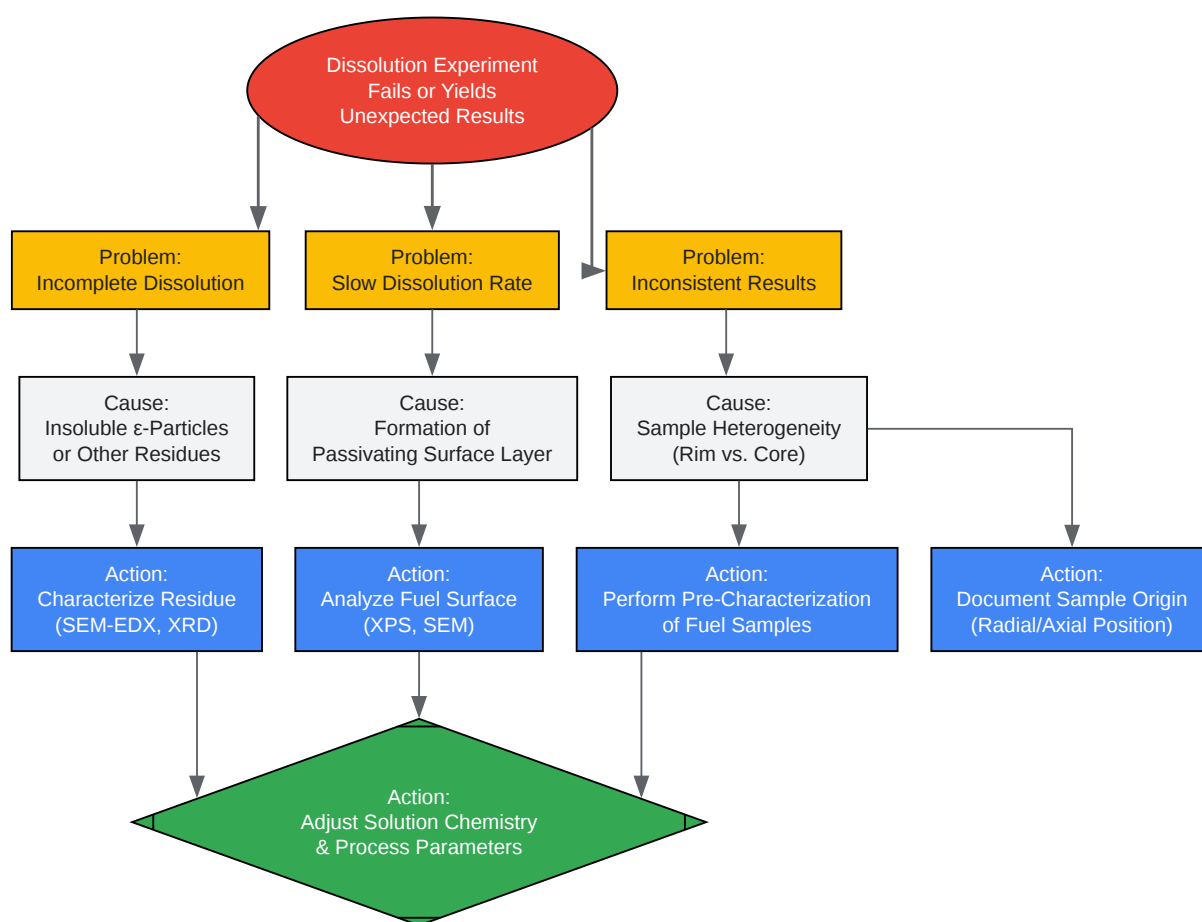 Dissolution Experiment
Fails or Yields
Unexpected Results
Problem:
Incomplete Dissolution
Problem:
Slow Dissolution Rate
Problem:
Inconsistent Results
Cause:
Insoluble ε-Particles
or Other Residues
Cause:
Formation of
Passivating Surface Layer
Cause:
Sample Heterogeneity
(Rim vs. Core)
Action:
Characterize Residue
(SEM-EDX, XRD)
Action:
Analyze Fuel Surface
(XPS, SEM)
Action:
Perform Pre-Characterization
of Fuel Samples
Action:
Document Sample Origin
(Radial/Axial Position)
Action:
Adjust Solution Chemistry
& Process Parameters